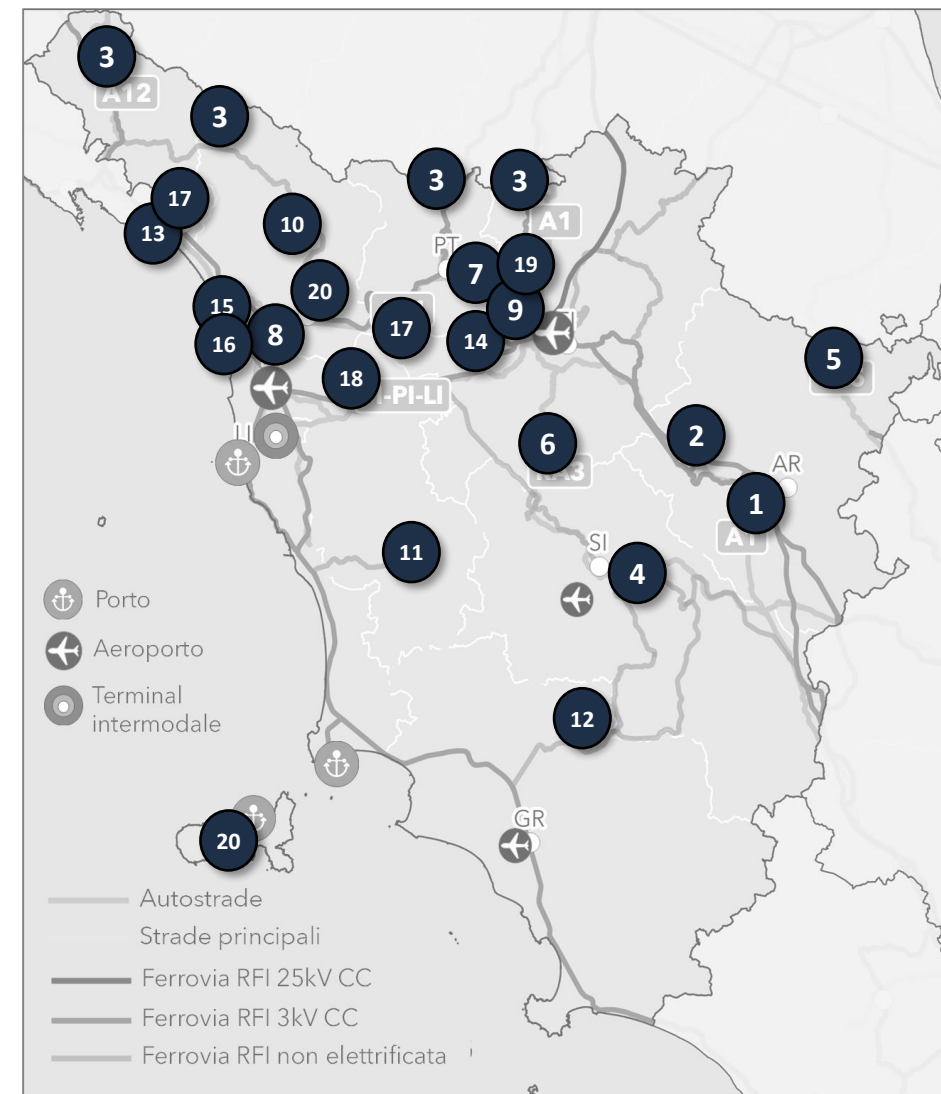 3
A12
3
3
3
A1
17
13
10
PT
7
19
20
9
15
16
8
17
14
5
18
I-PI-LI
LI
6
2
RA3
AR
1
A1
SI
11
4
Porto
Aeroporto
Terminal
intermodale
12
GR
20
Autostrade
Strade principali
Ferrovia RFI 25kV CC
Ferrovia RFI 3kV CC
Ferrovia RFI non elettrificata